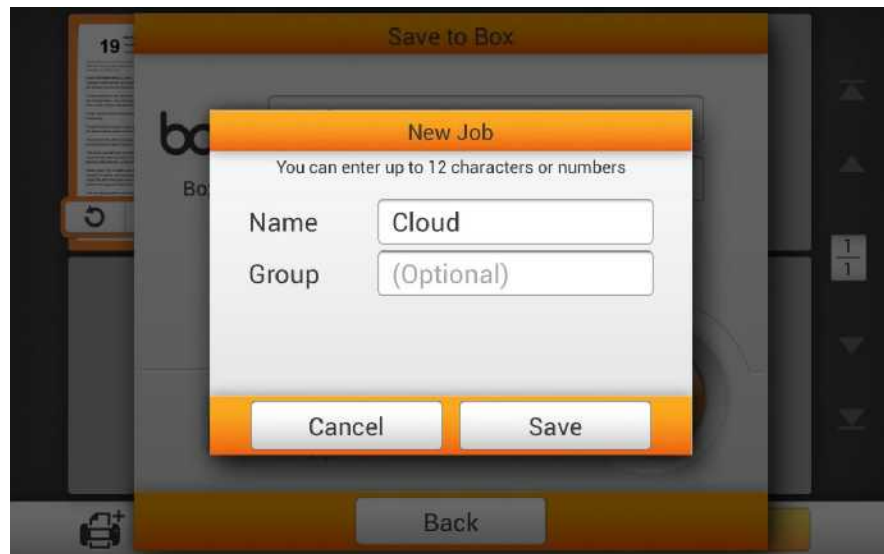 19
Save to Box
New Job
You can enter up to 12 characters or numbers
Name
Cloud
Group
(Optional)
1
1
Cancel
Save
Back